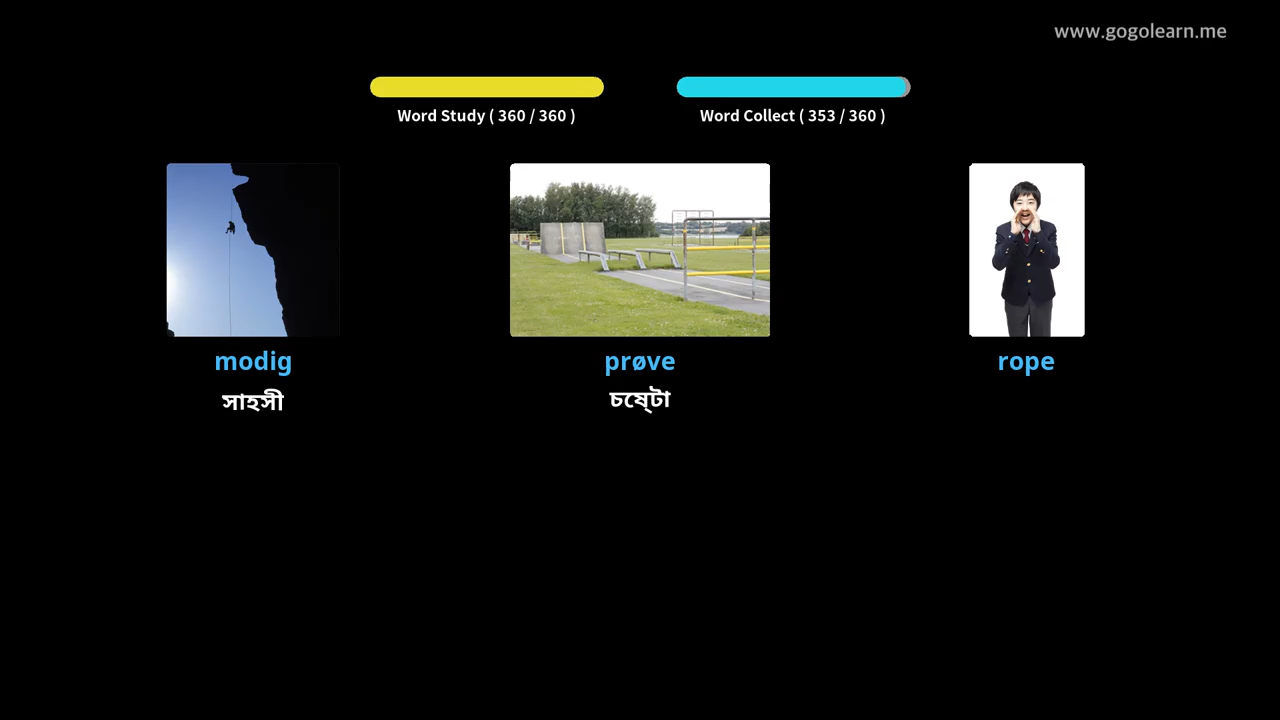 www.gogolearn.me
Word Study ( 360 / 360 )
Word Collect ( 353 / 360 )
modig
prøve
rope
সাহসী
চেষ্টা